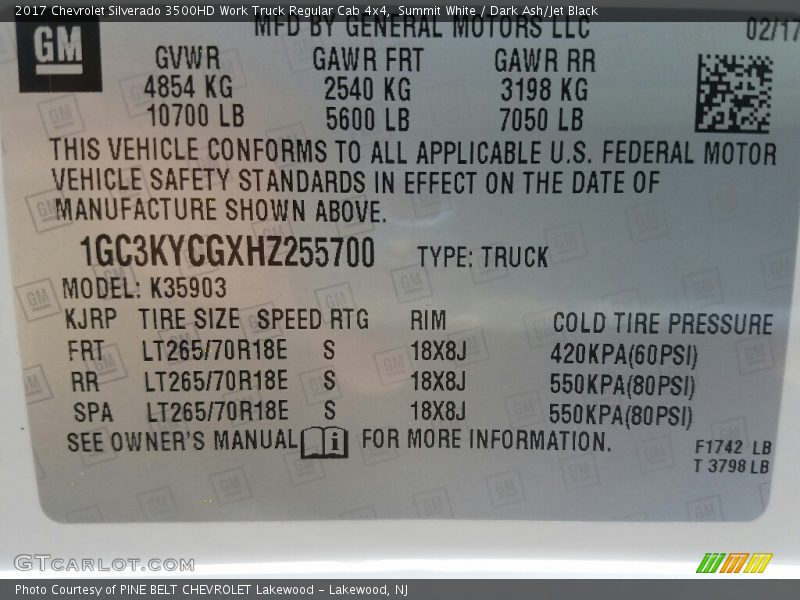 2017 Chevrolet Silverado 3500HD Work Truck Regular Cab 4x4, Summit White / Dark Ash/Jet Black
GM
MFD BY GENERAL MOTORS LLC 02/17
GVWR GAWR FRT GAWR RR
4854 KG 2540 KG 3198 KG
10700 LB 5600 LB 7050 LB
THIS VEHICLE CONFORMS TO ALL APPLICABLE U.S. FEDERAL MOTOR
VEHICLE SAFETY STANDARDS IN EFFECT ON THE DATE OF
MANUFACTURE SHOWN ABOVE.
1GC3KYCGXHZ255700 TYPE: TRUCK
MODEL: K35903
KJRP TIRE SIZE SPEED RTG RIM COLD TIRE PRESSURE
FRT LT265/70R18E S 18X8J 420KPA(60PSI)
RR LT265/70R18E S 18X8J 550KPA(80PSI)
SPA LT265/70R18E S 18X8J 550KPA(80PSI)
SEE OWNER'S MANUAL i FOR MORE INFORMATION.
F1742 LB
T 3798 LB
GTcarlot.com
Photo Courtesy of PINE BELT CHEVROLET Lakewood - Lakewood, NJ